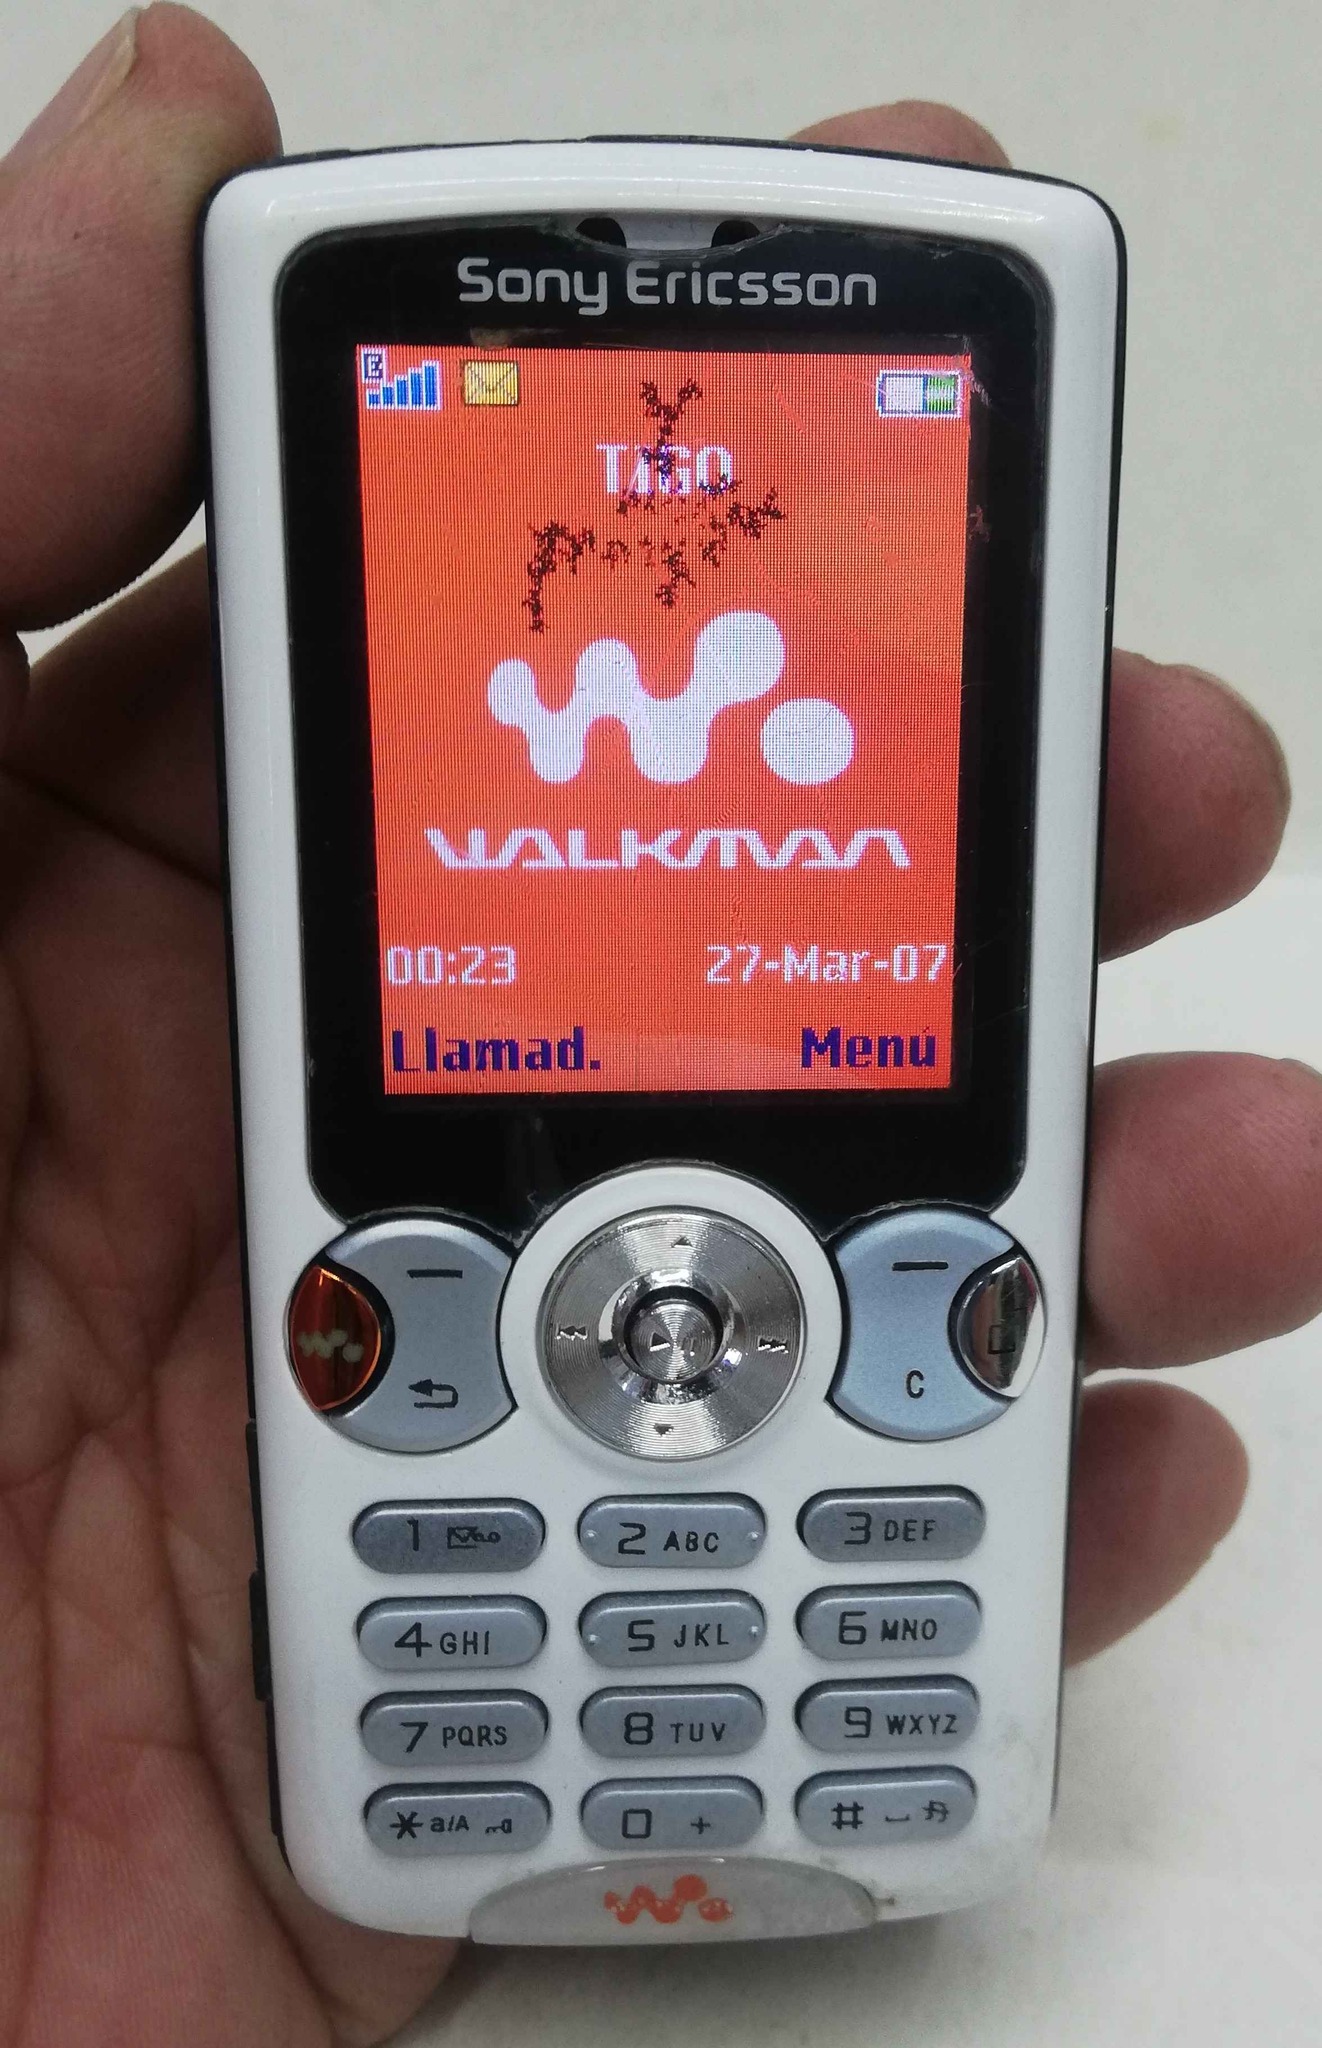 Sony Ericsson
TIGO
WALKMAN
00:23 27-Mar-07
Llamad. Menú
C
1 2 ABC 3 DEF
4 GHI 5 JKL 6 MNO
7 PQRS 8 TUV 9 WXYZ
* a/A 0 + #